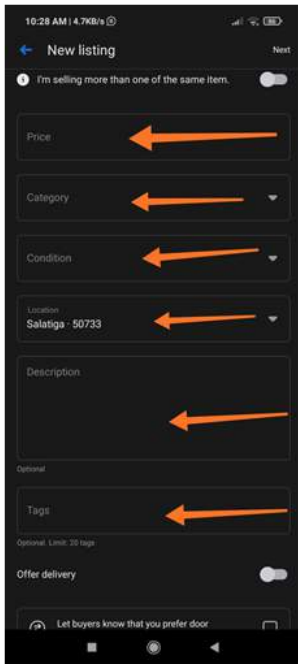 10:28 AM | 4.7KB/s
New listing
Next
I'm selling more than one of the same item.
Price
Category
Condition
Location
Salatiga · 50733
Description
Optional
Tags
Optional. Limit: 20 tags
Offer delivery
Let buyers know that you prefer door